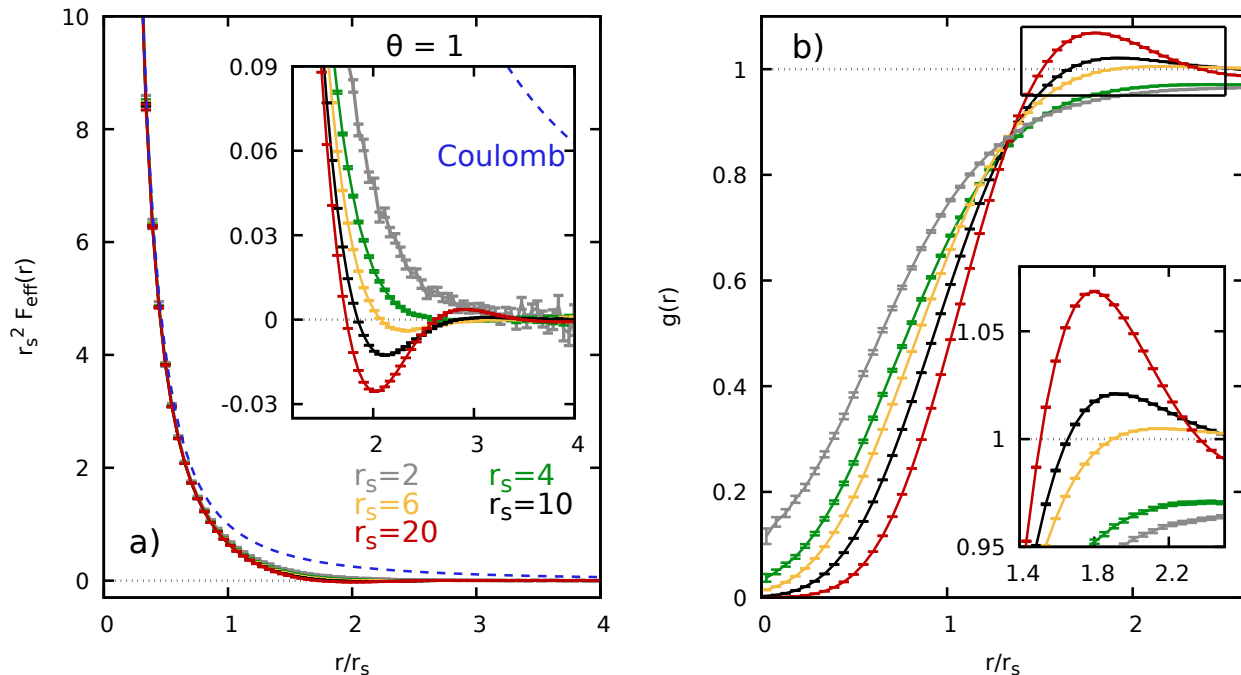 10
8
6
4
2
0
r_s^2 F_eff(r)
0 1 2 3 4
r/r_s
a)
θ = 1
0.09
0.06
0.03
0
-0.03
2 3 4
Coulomb
r_s=2 r_s=4
r_s=6 r_s=10
r_s=20
b)
1
0.8
0.6
0.4
0.2
0
g(r)
0 1 2
r/r_s
1.05
1
0.95
1.4 1.8 2.2